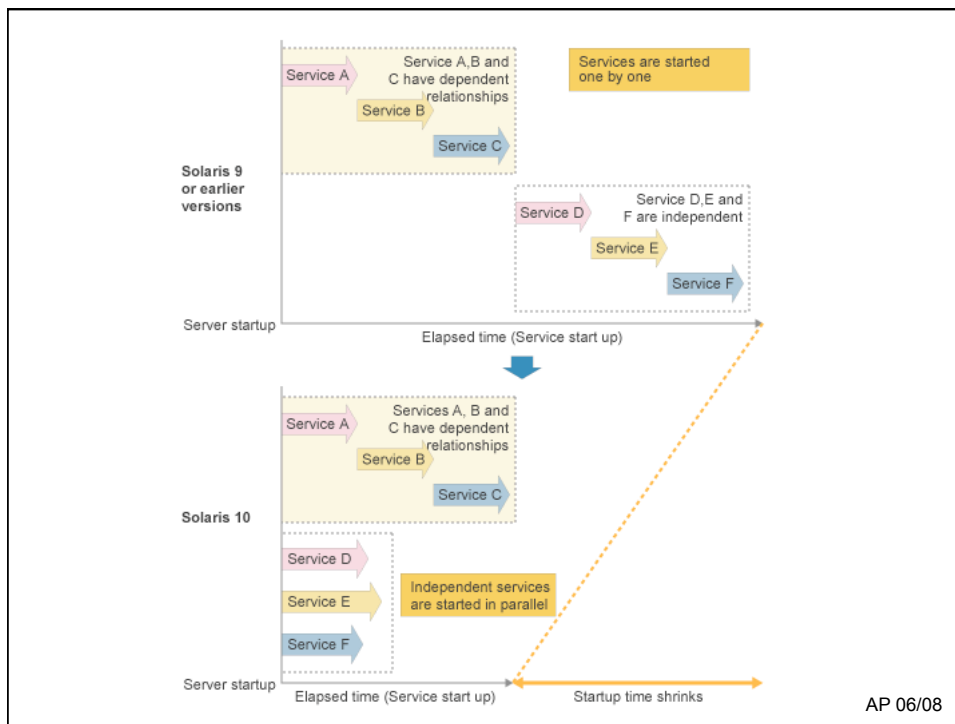 Service A
Service A,B and
C have dependent
relationships
Services are started
one by one
Service B
Service C
Solaris 9
or earlier
versions
Service D
Service D,E and
F are independent
Service E
Service F
Server startup
Elapsed time (Service start up)
Service A
Services A, B and
C have dependent
relationships
Service B
Service C
Solaris 10
Service D
Independent services
are started in parallel
Service E
Service F
Server startup
Elapsed time (Service start up)
Startup time shrinks
AP 06/08